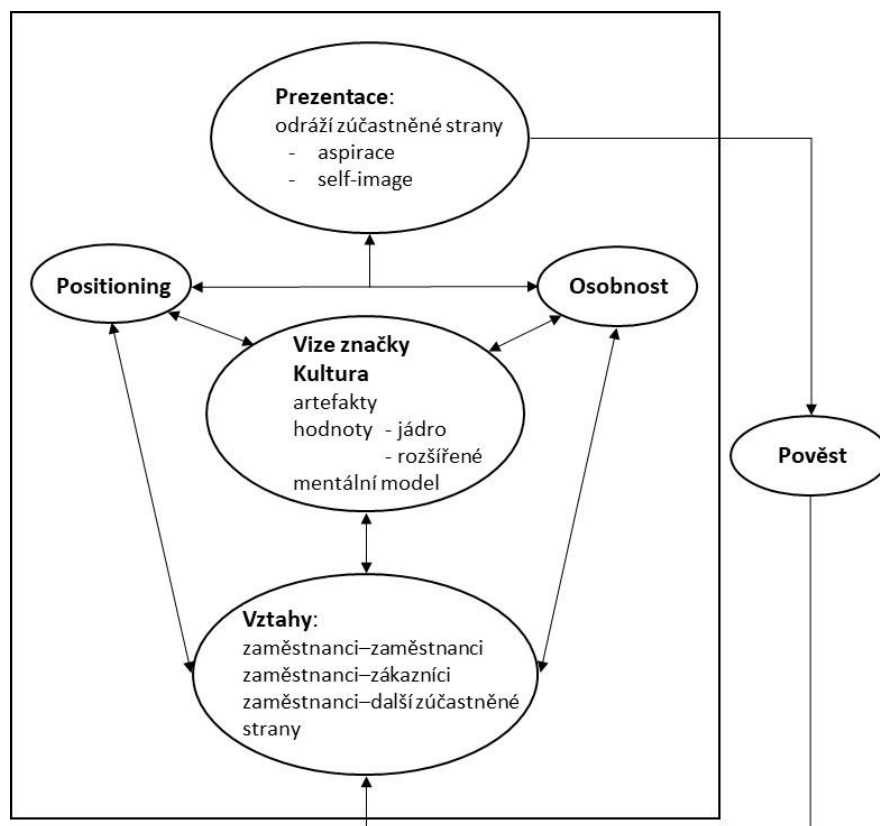 Prezentace:
odráží zúčastněné strany
- aspirace
- self-image
Positioning
Osobnost
Vize značky
Kultura
artefakty
hodnoty - jádro
- rozšířené
mentální model
Pověst
Vztahy:
zaměstnanci–zaměstnanci
zaměstnanci–zákazníci
zaměstnanci–další zúčastněné
strany